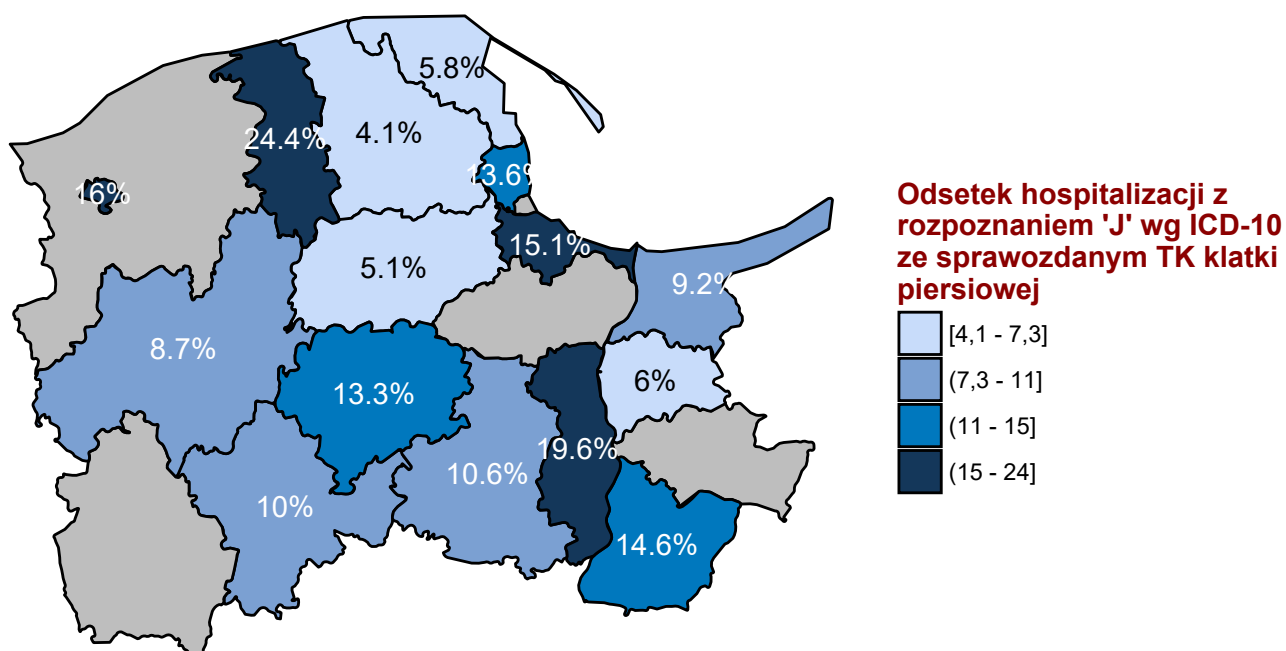 5.8%
24.4%
4.1%
13.6%
16%
15.1%
5.1%
9.2%
8.7%
13.3%
6%
19.6%
10.6%
10%
14.6%
Odsetek hospitalizacji z
rozpoznaniem 'J' wg ICD-10
ze sprawozdanym TK klatki
piersiowej
[4,1 - 7,3]
(7,3 - 11]
(11 - 15]
(15 - 24]